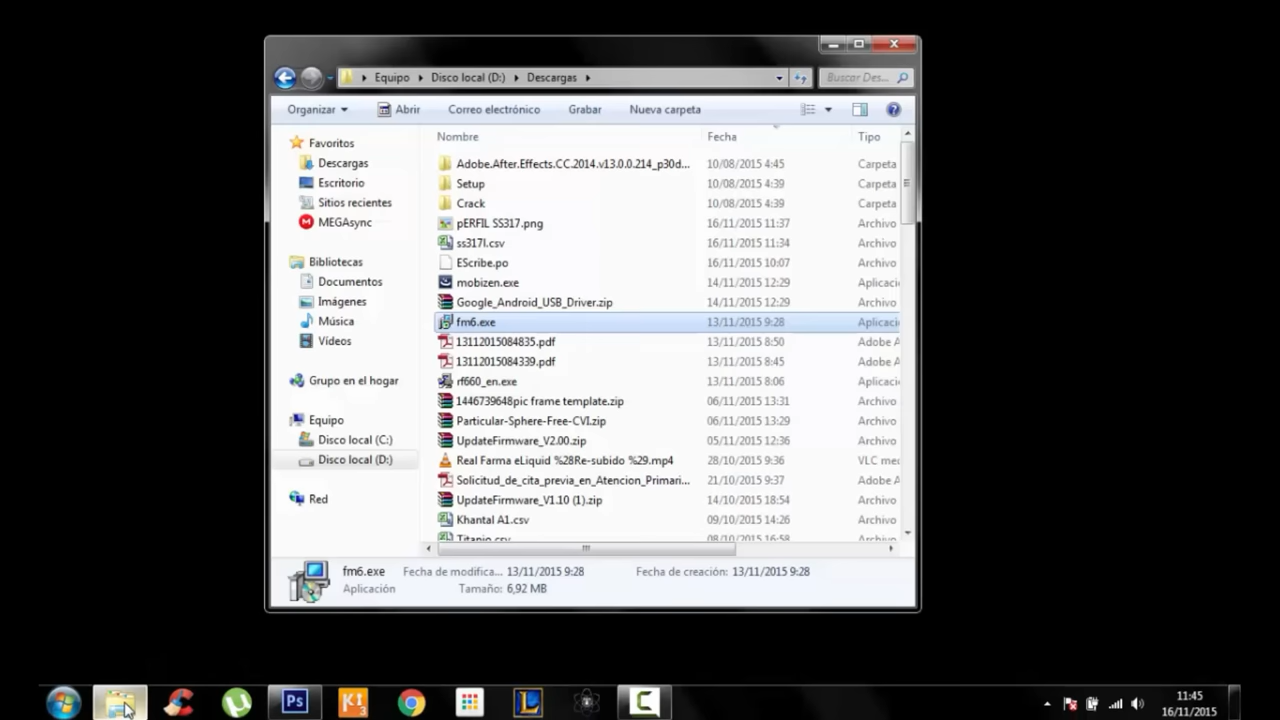 Equipo Disco local (D:) Descargas
Buscar Des...
Organizar Abrir Correo electrónico Grabar Nueva carpeta
Nombre Fecha Tipo
Favoritos
Descargas
Escritorio
Sitios recientes
MEGAsync
Bibliotecas
Documentos
Imágenes
Música
Vídeos
Grupo en el hogar
Equipo
Disco local (C:)
Disco local (D:)
Red
Adobe.After.Effects.CC.2014.v13.0.0.214_p30d... 10/08/2015 4:45 Carpeta
Setup 10/08/2015 4:39 Carpeta
Crack 10/08/2015 4:39 Carpeta
pERFIL SS317.png 16/11/2015 11:37 Archivo
ss317l.csv 16/11/2015 11:34 Archivo
EScribe.po 16/11/2015 10:07 Archivo
mobizen.exe 14/11/2015 12:29 Aplicaci
Google_Android_USB_Driver.zip 14/11/2015 12:29 Archivo
fm6.exe 13/11/2015 9:28 Aplicaci
13112015084835.pdf 13/11/2015 8:50 Adobe A
13112015084339.pdf 13/11/2015 8:45 Adobe A
rf660_en.exe 13/11/2015 8:06 Aplicaci
1446739648pic frame template.zip 06/11/2015 13:31 Archivo
Particular-Sphere-Free-CVI.zip 06/11/2015 13:29 Archivo
UpdateFirmware_V2.00.zip 05/11/2015 12:36 Archivo
Real Farma eLiquid %28Re-subido %29.mp4 28/10/2015 9:36 VLC med
Solicitud_de_cita_previa_en_Atencion_Primari... 21/10/2015 9:37 Adobe A
UpdateFirmware_V1.10 (1).zip 14/10/2015 18:54 Archivo
Khantal A1.csv 09/10/2015 14:26 Archivo
Titanio.csv 08/10/2015 16:58 Archivo
fm6.exe Fecha de modifica... 13/11/2015 9:28 Fecha de creación: 13/11/2015 9:28
Aplicación Tamaño: 6,92 MB
Ps
K
3
L
C
11:45
16/11/2015